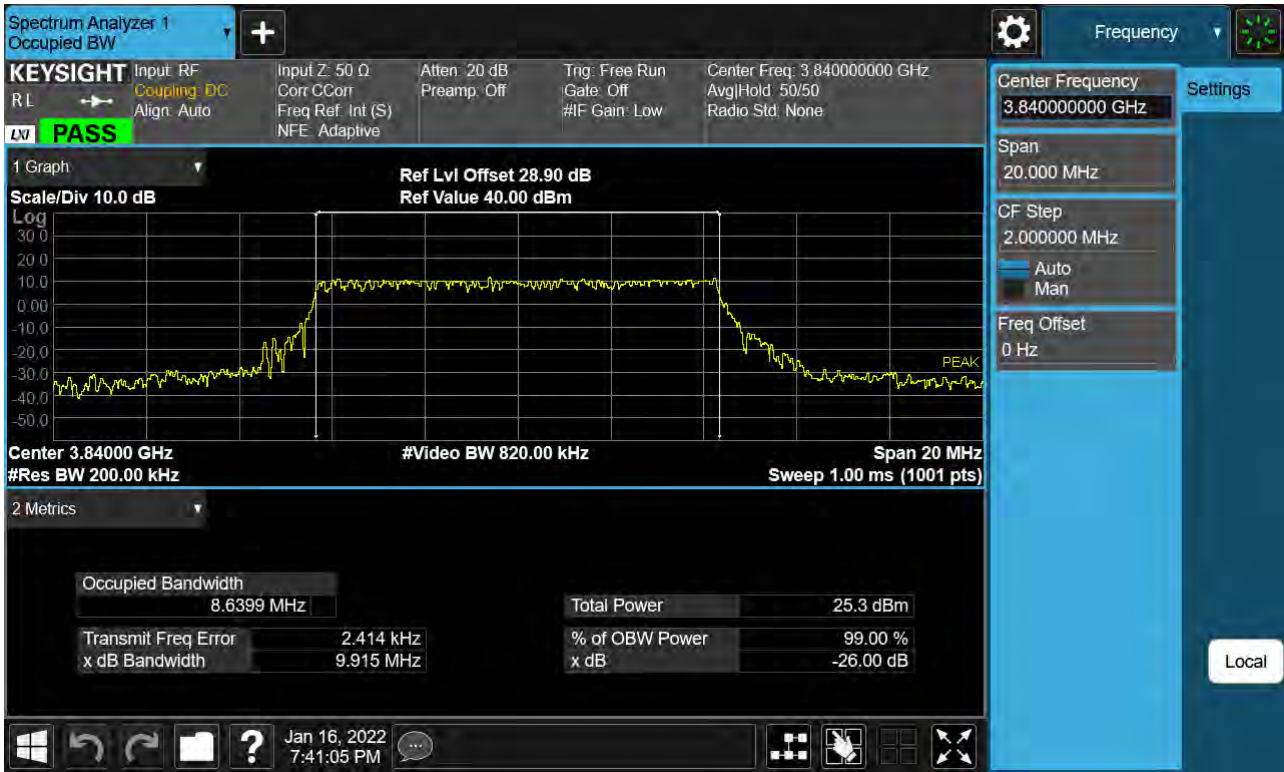 Spectrum Analyzer 1
Occupied BW
Frequency
KEYSIGHT
RL
LXI
PASS
Input: RF
Coupling: DC
Align: Auto
Input Z: 50 Ω
Corr CCorr
Freq Ref: Int (S)
NFE: Adaptive
Atten: 20 dB
Preamp: Off
Trig: Free Run
Gate: Off
#IF Gain: Low
Center Freq: 3.840000000 GHz
Avg|Hold: 50/50
Radio Std: None
1 Graph
Scale/Div 10.0 dB
Ref Lvl Offset 28.90 dB
Ref Value 40.00 dBm
Log
30.0
20.0
10.0
0.00
-10.0
-20.0
-30.0
-40.0
-50.0
PEAK
Center 3.84000 GHz
#Res BW 200.00 kHz
#Video BW 820.00 kHz
Span 20 MHz
Sweep 1.00 ms (1001 pts)
2 Metrics
Occupied Bandwidth
8.6399 MHz
Transmit Freq Error 2.414 kHz
x dB Bandwidth 9.915 MHz
Total Power 25.3 dBm
% of OBW Power 99.00 %
x dB -26.00 dB
Center Frequency
3.840000000 GHz
Span
20.000 MHz
CF Step
2.000000 MHz
Auto
Man
Freq Offset
0 Hz
Settings
Local
?
Jan 16, 2022
7:41:05 PM